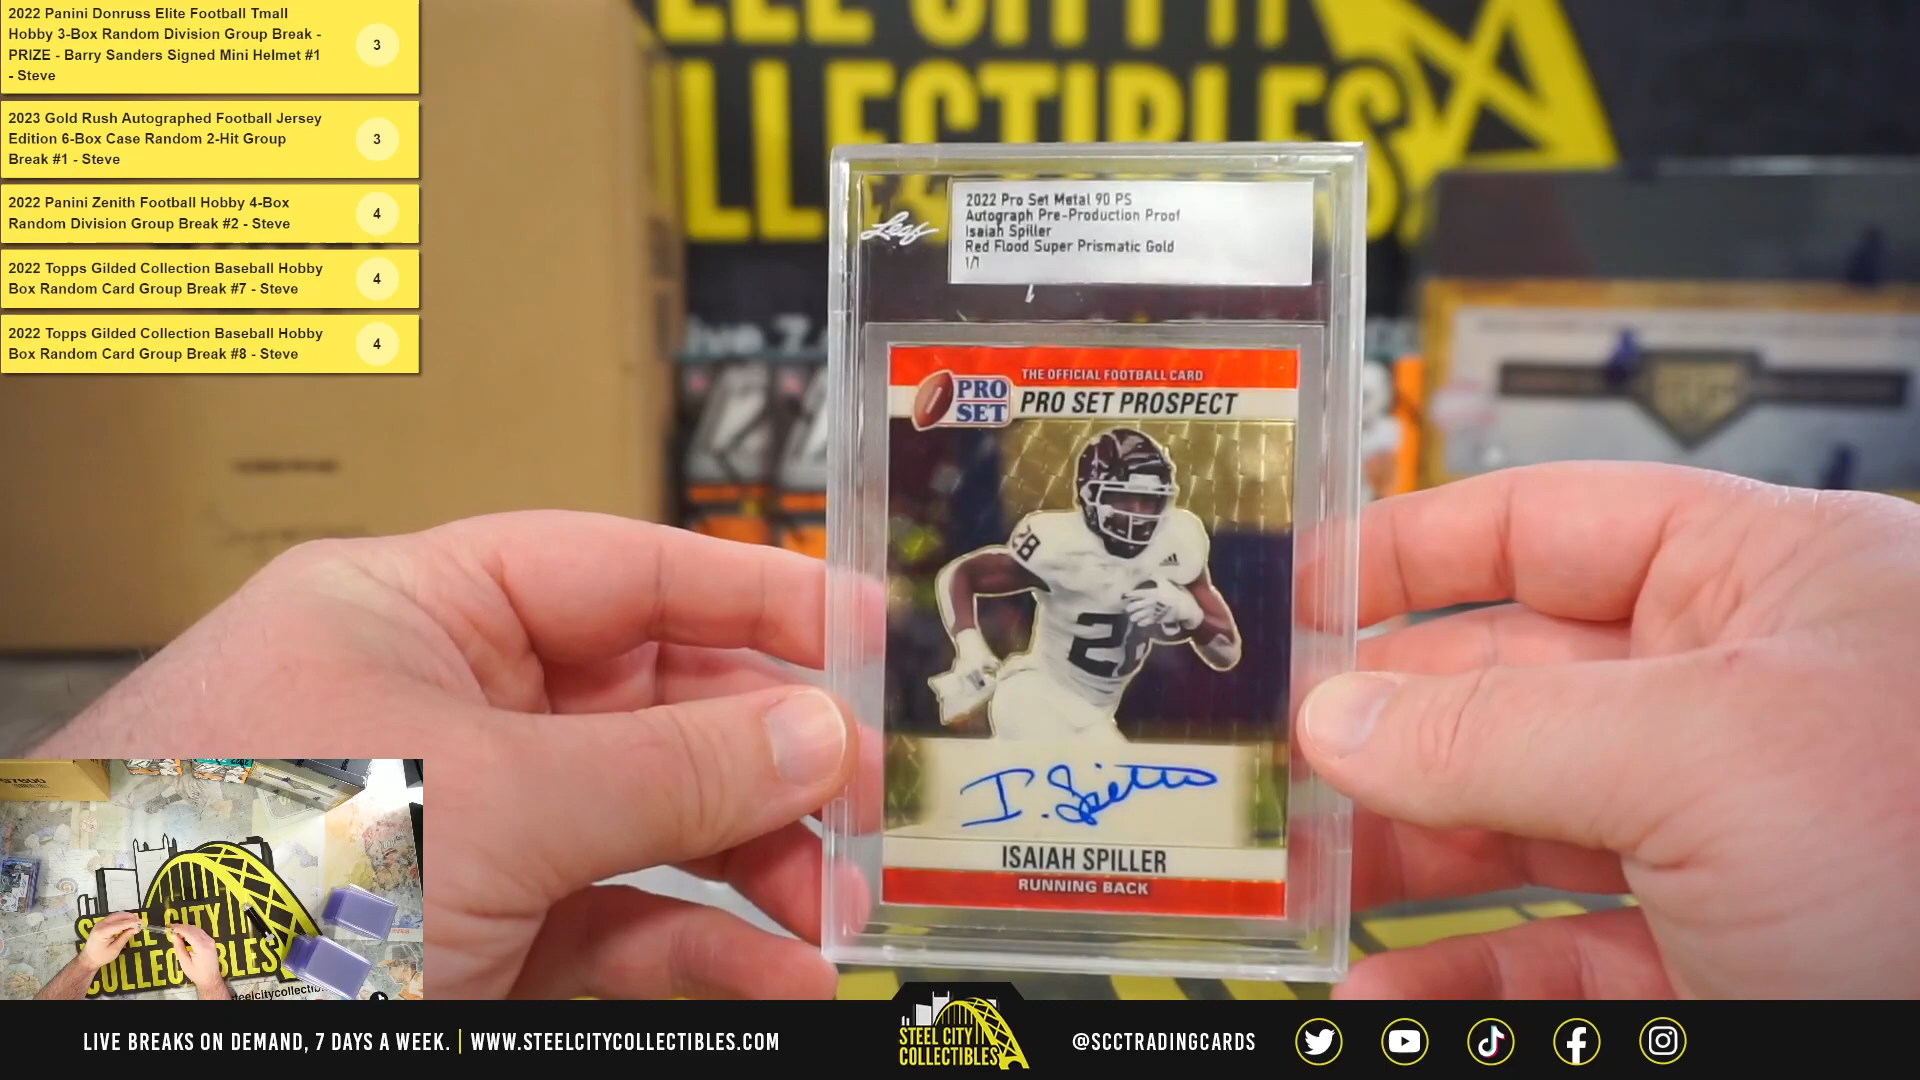 2022 Panini Donruss Elite Football Tmall
Hobby 3-Box Random Division Group Break -
PRIZE - Barry Sanders Signed Mini Helmet #1
- Steve
3
2023 Gold Rush Autographed Football Jersey
Edition 6-Box Case Random 2-Hit Group
Break #1 - Steve
3
2022 Panini Zenith Football Hobby 4-Box
Random Division Group Break #2 - Steve
4
2022 Topps Gilded Collection Baseball Hobby
Box Random Card Group Break #7 - Steve
4
2022 Topps Gilded Collection Baseball Hobby
Box Random Card Group Break #8 - Steve
4
Leaf
2022 Pro Set Metal 90 PS
Autograph Pre-Production Proof
Isaiah Spiller
Red Flood Super Prismatic Gold
1/1
THE OFFICIAL FOOTBALL CARD
PRO SET
PRO SET PROSPECT
28
28
I. Spiller
ISAIAH SPILLER
RUNNING BACK
STEEL CITY
COLLECTIBLES
LIVE BREAKS ON DEMAND, 7 DAYS A WEEK. | WWW.STEELCITYCOLLECTIBLES.COM
STEEL CITY
COLLECTIBLES
@SCCTRADINGCARDS